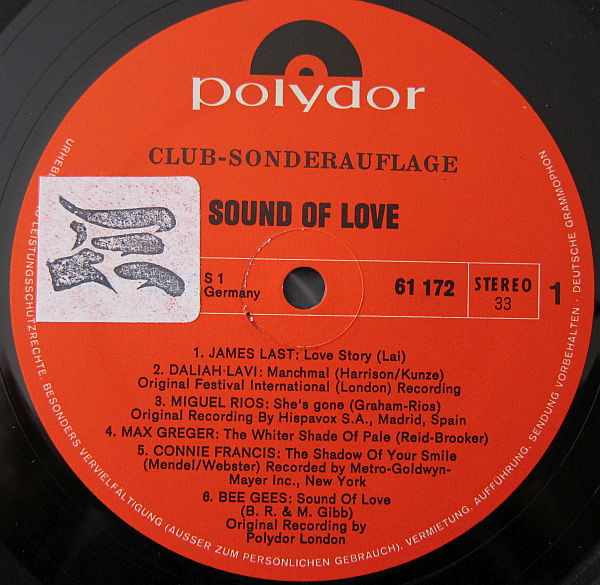 polydor
CLUB-SONDERAUFLAGE
SOUND OF LOVE
S 1
Germany
61 172
STEREO
33
1
1. JAMES LAST: Love Story (Lai)
2. DALIAH LAVI: Manchmal (Harrison/Kunze)
Original Festival International (London) Recording
3. MIGUEL RIOS: She's gone (Graham-Rios)
Original Recording By Hispavox S.A., Madrid, Spain
4. MAX GREGER: The Whiter Shade Of Pale (Reid-Brooker)
5. CONNIE FRANCIS: The Shadow Of Your Smile
(Mendel/Webster) Recorded by Metro-Goldwyn-
Mayer Inc., New York
6. BEE GEES: Sound Of Love
(B. R. & M. Gibb)
Original Recording by
Polydor London
LEISTUNGSSCHUTZRECHTE. BESONDERS VERVIELFÄLTIGUNG (AUSSER ZUM PERSÖNLICHEN GEBRAUCH), VERMIETUNG, AUFFÜHRUNG, SENDUNG VORBEHALTEN · DEUTSCHE GRAMMOPHON